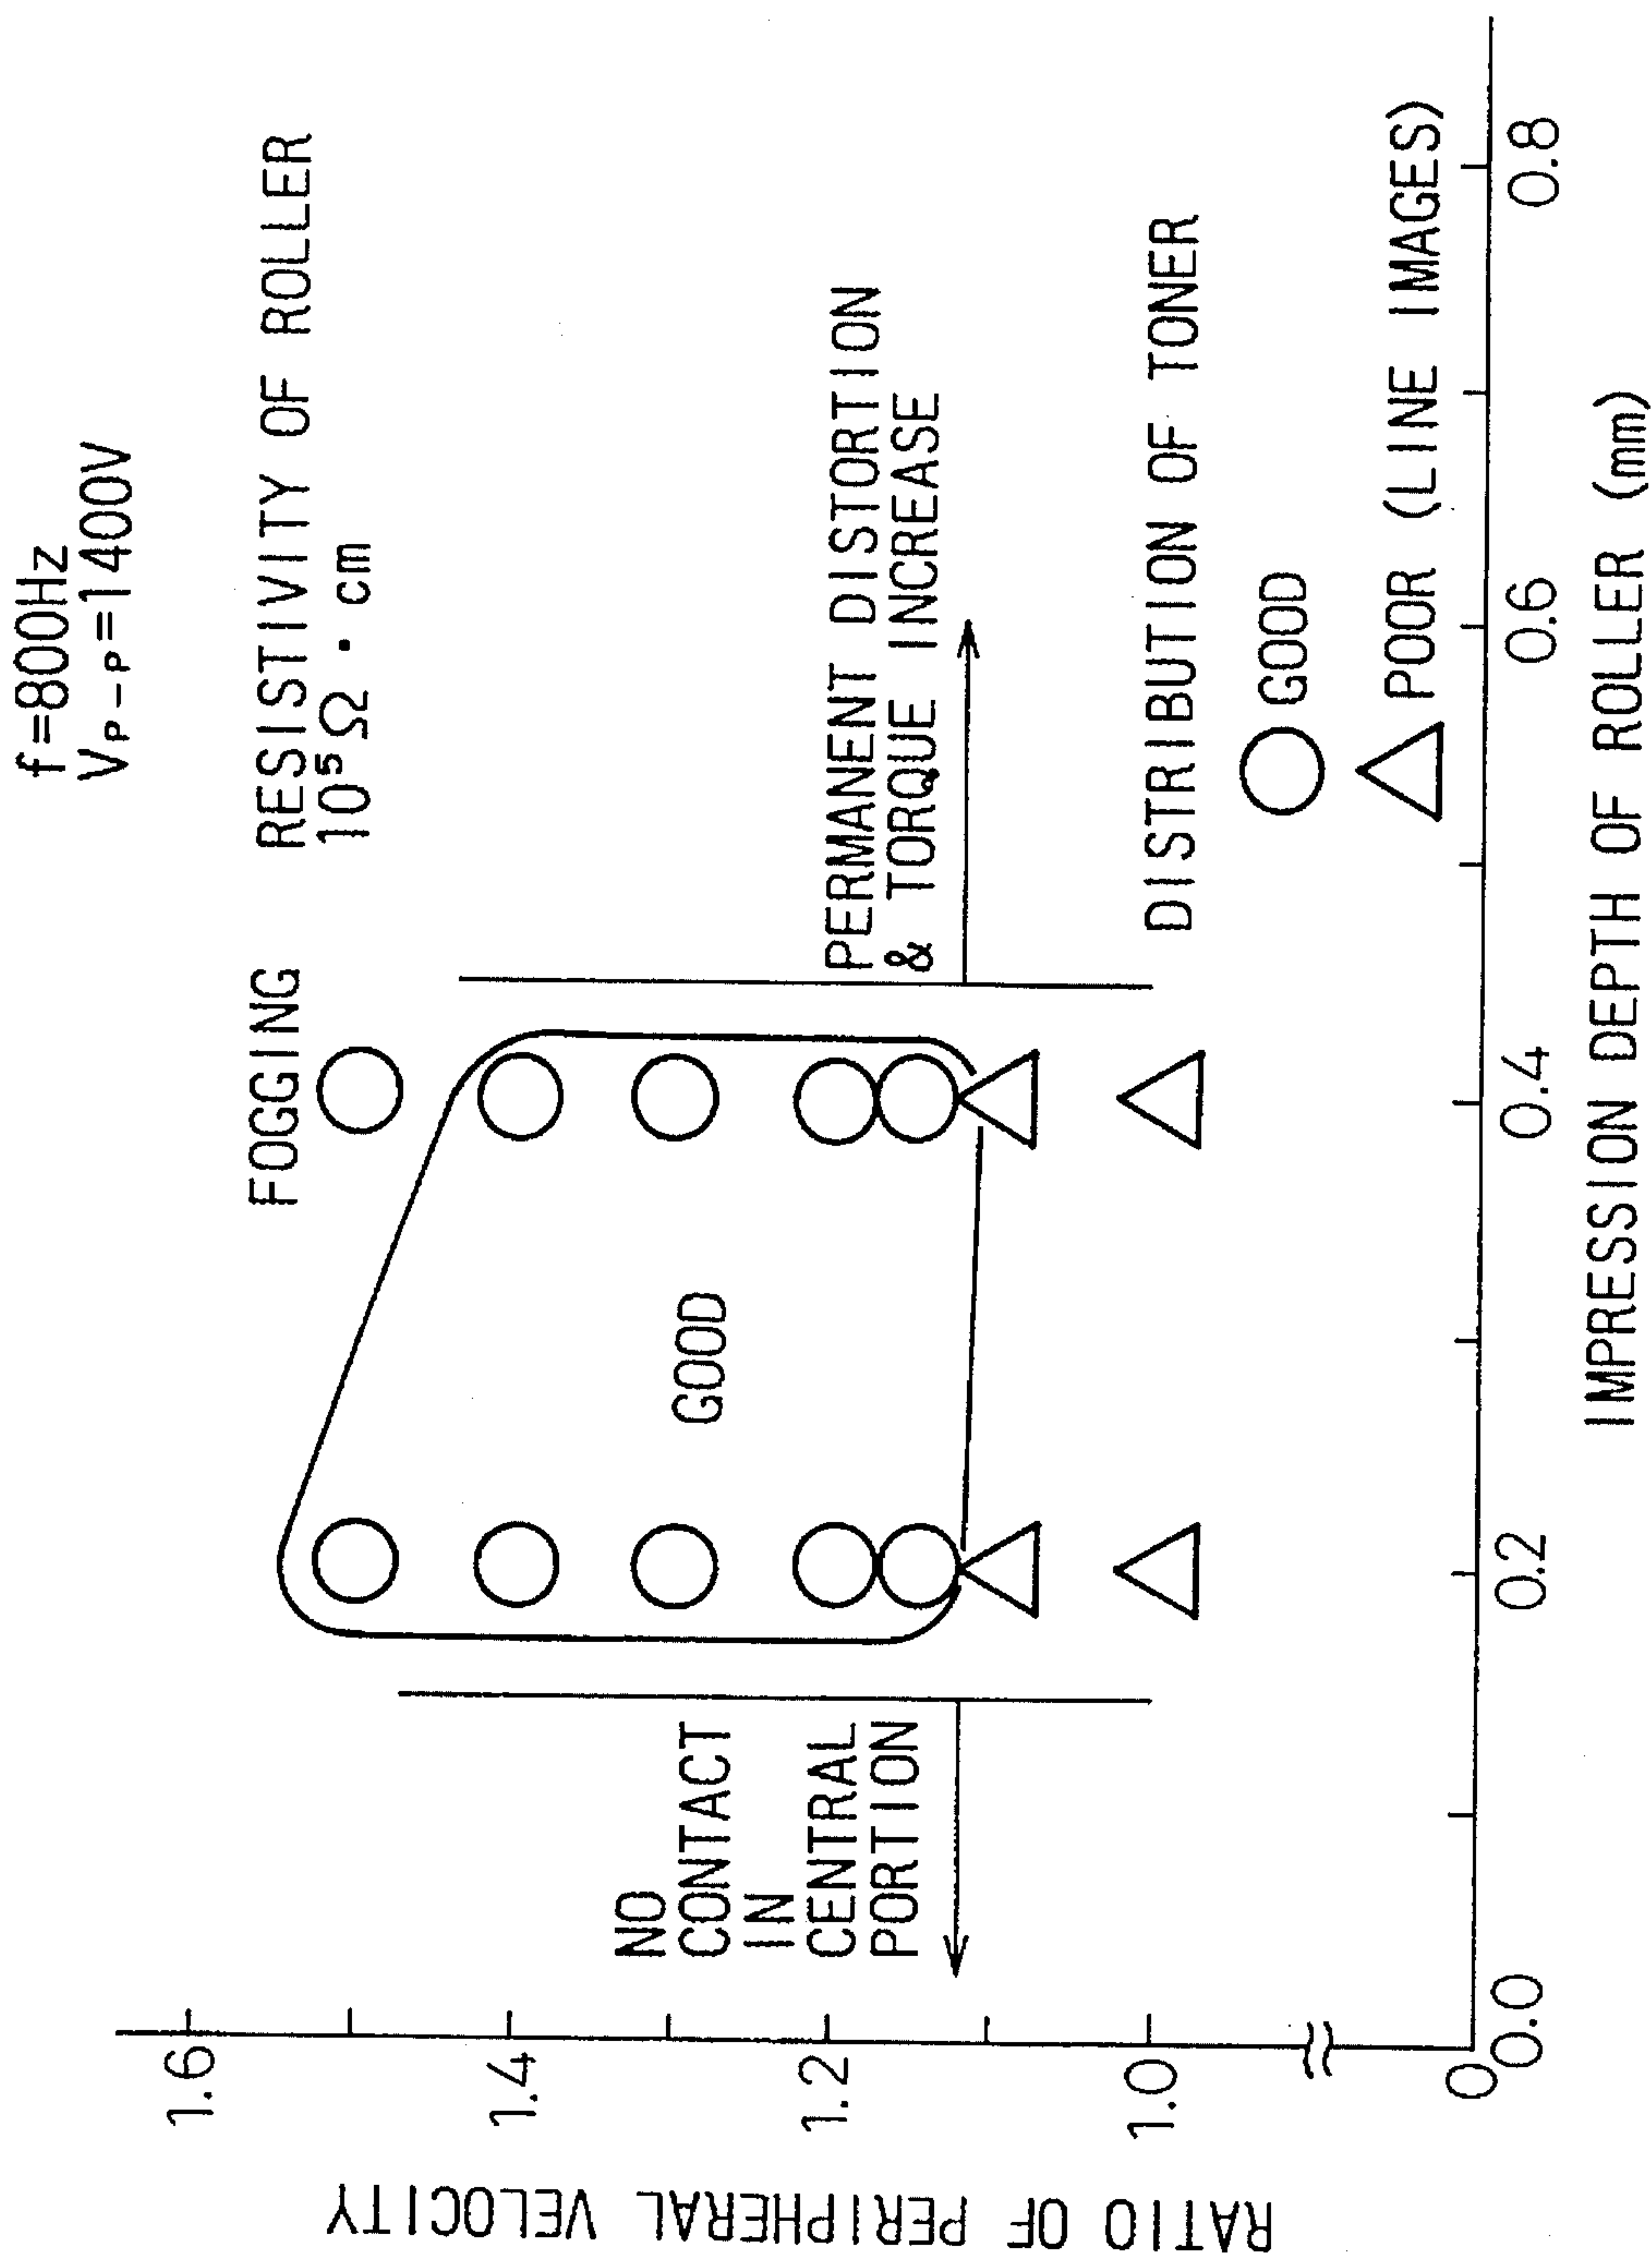 f=800Hz
VP-P=1400V
RESISTIVITY OF ROLLER
10⁵Ω・cm
FOGGING
1.6
1.4
1.2
1.0
0
RATIO OF PERIPHERAL VELOCITY
NO
CONTACT
IN
CENTRAL
PORTION
GOOD
PERMANENT DISTORTION
& TORQUE INCREASE
DISTRIBUTION OF TONER
GOOD
POOR (LINE IMAGES)
0.0
0.2
0.4
0.6
0.8
IMPRESSION DEPTH OF ROLLER (mm)